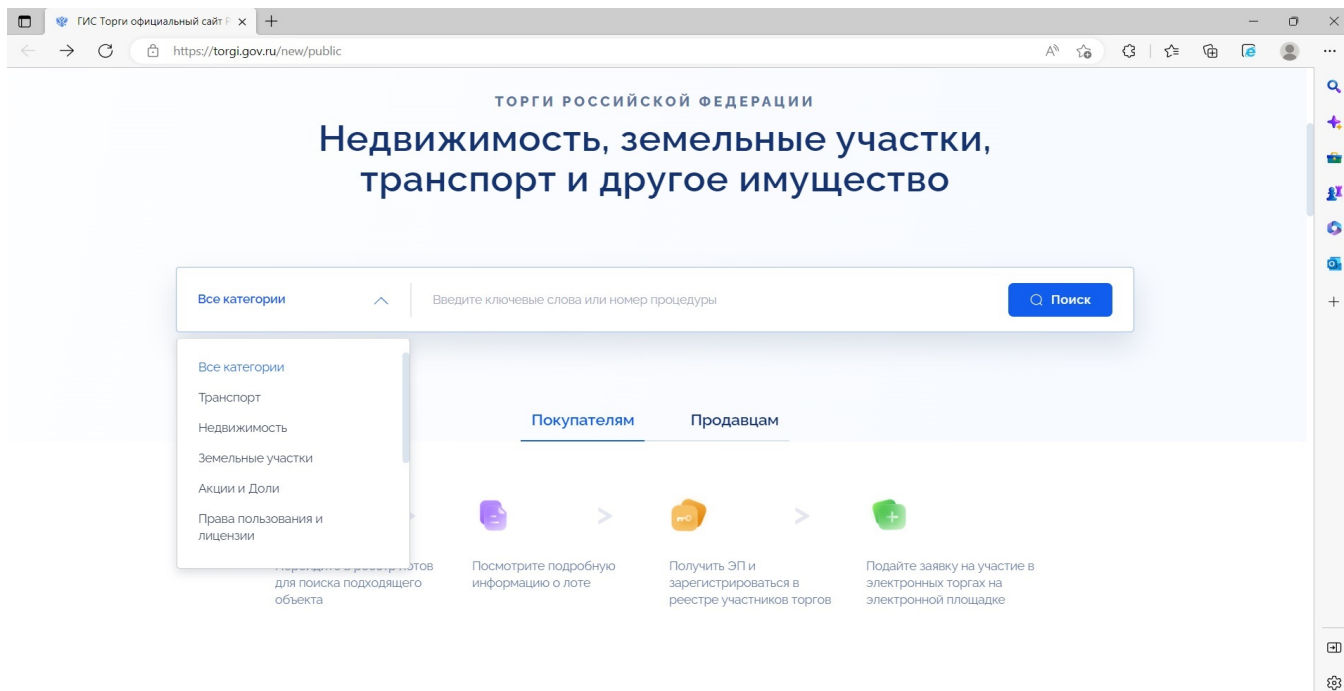 ГИС Торги официальный сайт Р
https://torgi.gov.ru/new/public
ТОРГИ РОССИЙСКОЙ ФЕДЕРАЦИИ
Недвижимость, земельные участки,
транспорт и другое имущество
Все категории
Введите ключевые слова или номер процедуры
Поиск
Все категории
Транспорт
Недвижимость
Земельные участки
Акции и Доли
Права пользования и
лицензии
Покупателям
Продавцам
для поиска подходящего
объекта
Посмотрите подробную
информацию о лоте
Получить ЭП и
зарегистрироваться в
реестре участников торгов
Подайте заявку на участие в
электронных торгах на
электронной площадке